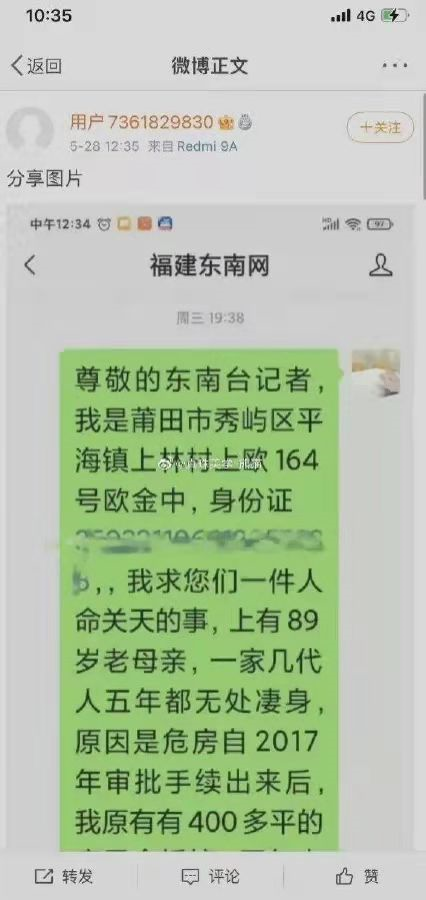 10:35
4G
返回
微博正文
用户7361829830
5-28 12:35 来自Redmi 9A
+关注
分享图片
中午12:34
97
福建东南网
周三 19:38
尊敬的东南台记者，
我是莆田市秀屿区平
海镇上林村上欧164
号欧金中，身份证
，，我求您们一件人
命关天的事，上有89
岁老母亲，一家几代
人五年都无处凄身，
原因是危房自2017
年审批手续出来后，
我原有有400多平的
转发
评论
赞